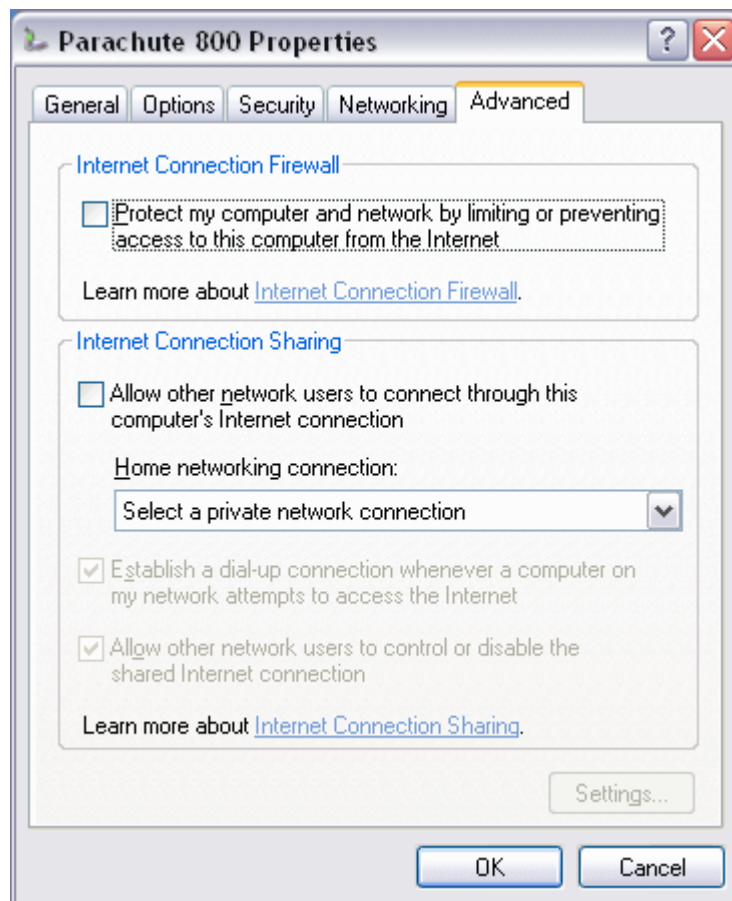 Parachute 800 Properties
General Options Security Networking Advanced
Internet Connection Firewall
Protect my computer and network by limiting or preventing
access to this computer from the Internet
Learn more about Internet Connection Firewall.
Internet Connection Sharing
Allow other network users to connect through this
computer's Internet connection
Home networking connection:
Select a private network connection
Establish a dial-up connection whenever a computer on
my network attempts to access the Internet
Allow other network users to control or disable the
shared Internet connection
Learn more about Internet Connection Sharing.
Settings...
OK Cancel